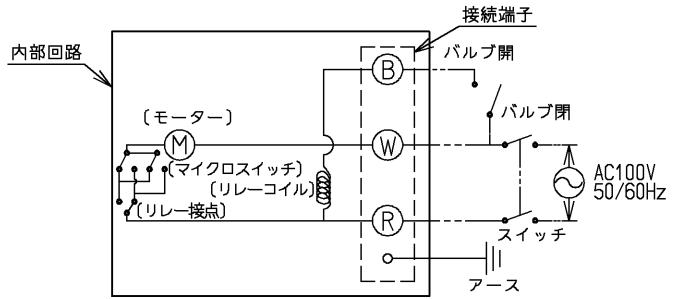 接続端子
内部回路
バルブ開
B
バルブ閉
(モーター)
M
W
(マイクロスイッチ)
(リレーコイル)
AC100V
50/60Hz
(リレー接点)
R
スイッチ
アース